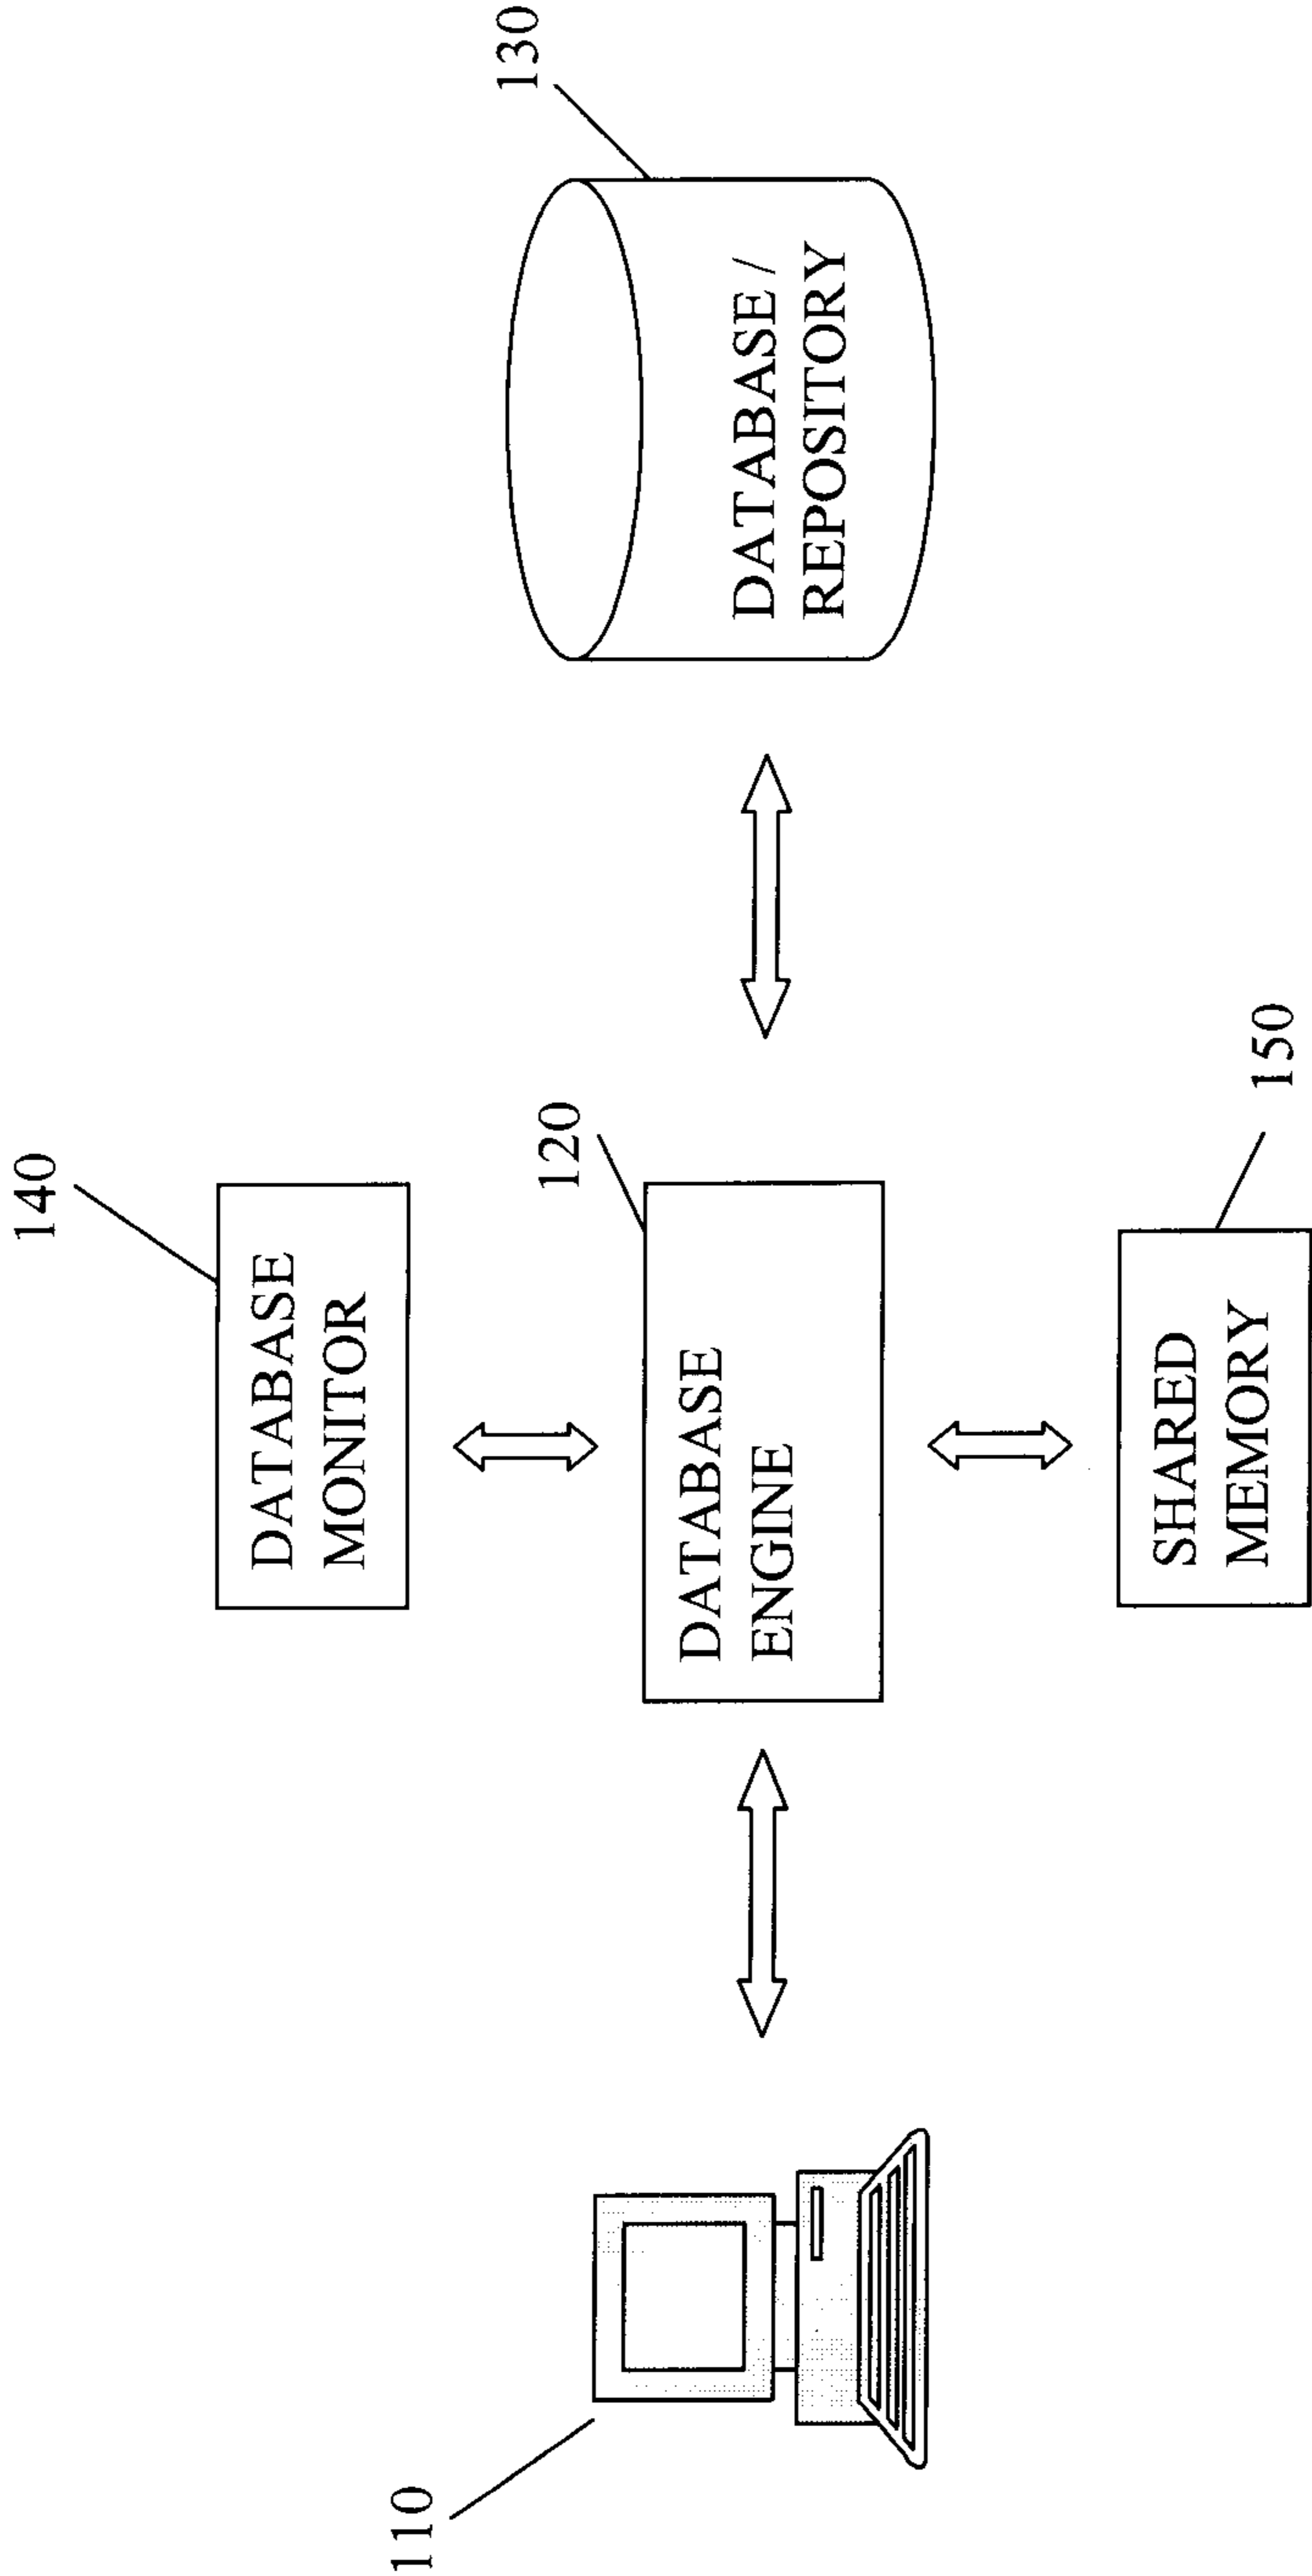 140
DATABASE
MONITOR
130
120
DATABASE
ENGINE
DATABASE /
REPOSITORY
110
150
SHARED
MEMORY